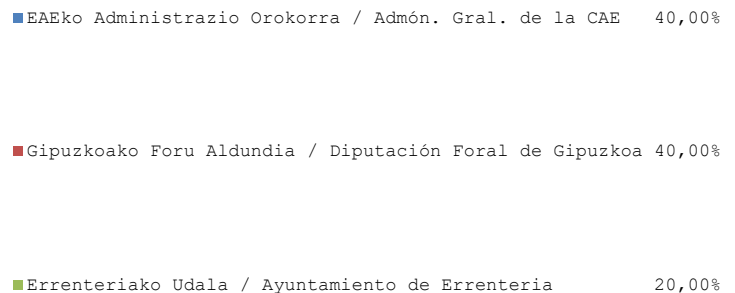 EAEko Administrazio Orokorra / Admón. Gral. de la CAE 40,00%
Gipuzkoako Foru Aldundia / Diputación Foral de Gipuzkoa 40,00%
Errenteriako Udala / Ayuntamiento de Errenteria 20,00%